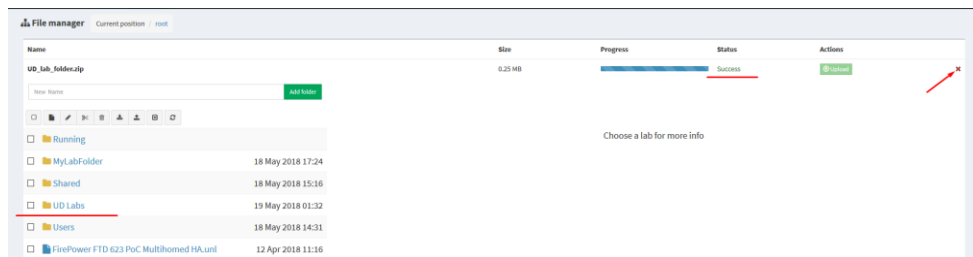 File manager Current position / root
Name Size Progress Status Actions
UD_lab_folder.zip 0.25 MB Success Upload
New Name Add folder
Running
Choose a lab for more info
MyLabFolder 18 May 2018 17:24
Shared 18 May 2018 15:16
UD Labs 19 May 2018 01:32
Users 18 May 2018 14:31
FirePower FTD 623 PoC Multihomed HA.unl 12 Apr 2018 11:16